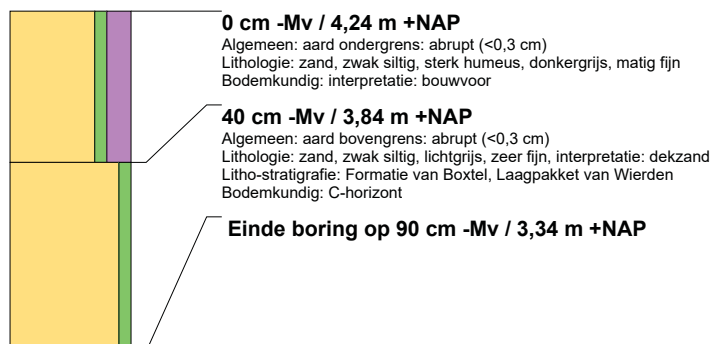 0 cm -Mv / 4,24 m +NAP
Algemeen: aard ondergrens: abrupt (<0,3 cm)
Lithologie: zand, zwak siltig, sterk humeus, donkergrijs, matig fijn
Bodemkundig: interpretatie: bouwvoor
40 cm -Mv / 3,84 m +NAP
Algemeen: aard bovengrens: abrupt (<0,3 cm)
Lithologie: zand, zwak siltig, lichtgrijs, zeer fijn, interpretatie: dekzand
Litho-stratigrafie: Formatie van Boxtel, Laagpakket van Wierden
Bodemkundig: C-horizont
Einde boring op 90 cm -Mv / 3,34 m +NAP